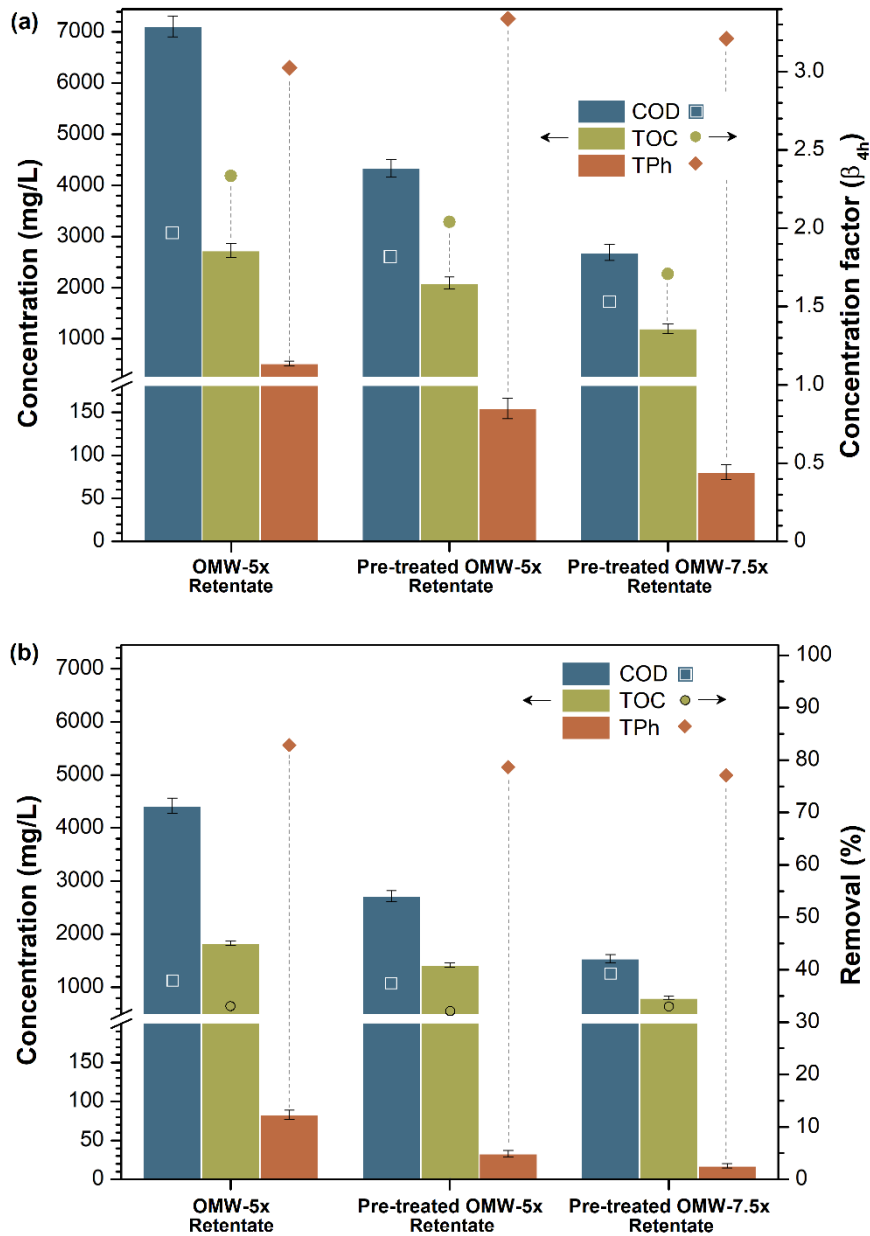 (a)
Concentration (mg/L)
7000
6000
5000
4000
3000
2000
1000
150
100
50
0
COD
TOC
TPh
3.0
2.5
2.0
1.5
1.0
0.5
0
Concentration factor (β4h)
OMW-5x
Retentate
Pre-treated OMW-5x
Retentate
Pre-treated OMW-7.5x
Retentate
(b)
Concentration (mg/L)
7000
6000
5000
4000
3000
2000
1000
150
100
50
0
COD
TOC
TPh
100
90
80
70
60
50
40
30
20
10
0
Removal (%)
OMW-5x
Retentate
Pre-treated OMW-5x
Retentate
Pre-treated OMW-7.5x
Retentate